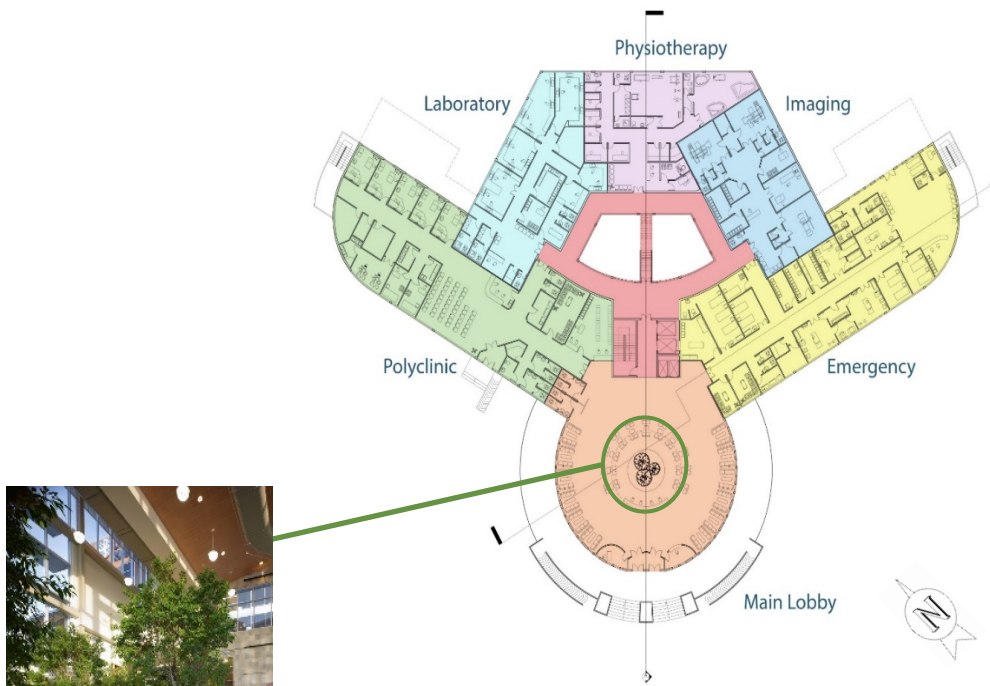 Physiotherapy
Laboratory
Imaging
Polyclinic
Emergency
Main Lobby
N